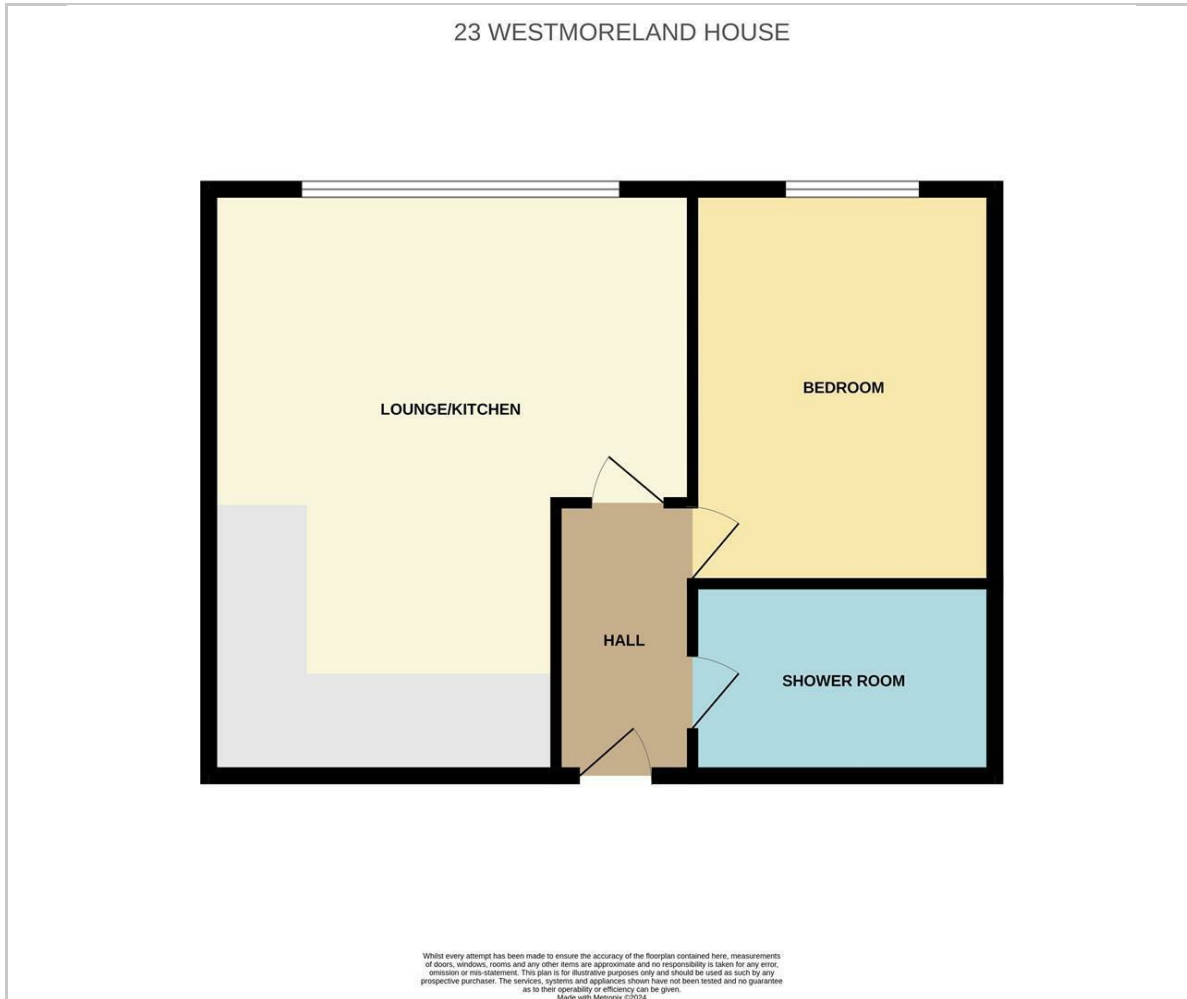 23 WESTMORELAND HOUSE
BEDROOM
LOUNGE/KITCHEN
HALL
SHOWER ROOM
Whilst every attempt has been made to ensure the accuracy of the floorplan contained here, measurements
of doors, windows, rooms and any other items are approximate and no responsibility is taken for any error,
omission or mis-statement. This plan is for illustrative purposes only and should be used as such by any
prospective purchaser. The services, systems and appliances shown have not been tested and no guarantee
as to their operability or efficiency can be given.
Made with Metropix ©2024